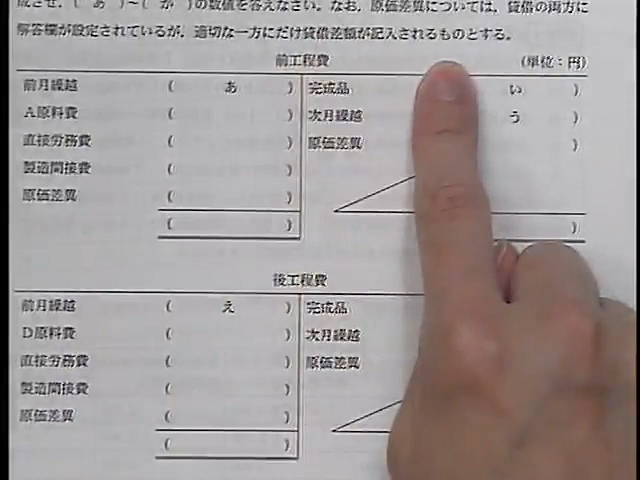 成させ，( あ )～( か )の数値を答えなさい。なお，原価差異については，貸借の両方に
解答欄が設定されているが，適切な一方にだけ貸借差額が記入されるものとする。
前工程費 (単位：円)
前月繰越 ( あ ) 完成品 い )
A原料費 ( ) 次月繰越 う )
直接労務費 ( ) 原価差異 )
製造間接費 ( )
原価差異 ( )
( ) )
後工程費
前月繰越 ( え ) 完成品
D原料費 ( ) 次月繰越
直接労務費 ( ) 原価差異
製造間接費 ( )
原価差異 ( )
( )